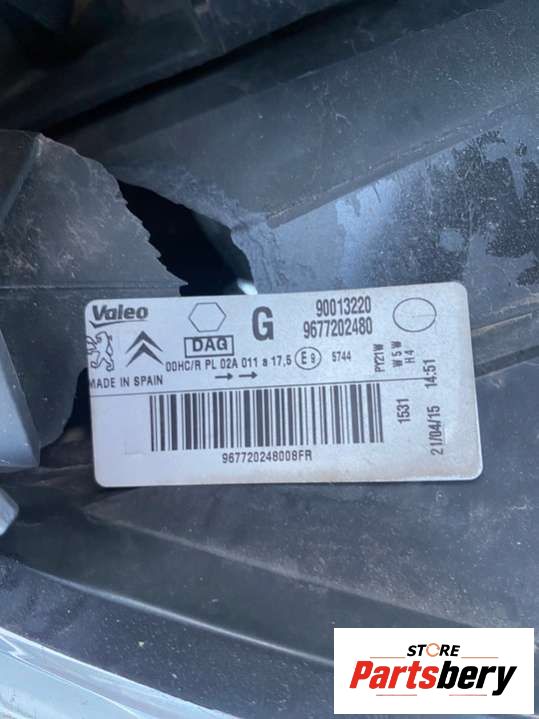 Valeo
G
90013220
9677202480
DAQ
00HC/R PL 02A 011 a 17,5 E9 5744
MADE IN SPAIN
PY21W
W5W
H4
1531 14:51
21/04/15
967720248008FR
STORE
Partsbery